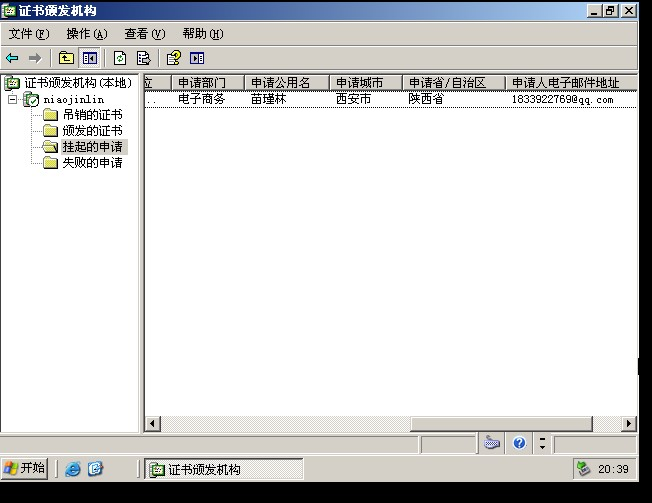 证书颁发机构
文件(F) 操作(A) 查看(V) 帮助(H)
证书颁发机构(本地)
niaojinlin
吊销的证书
颁发的证书
挂起的申请
失败的申请
位 申请部门 申请公用名 申请城市 申请省/自治区 申请人电子邮件地址
.. 电子商务 苗瑾林 西安市 陕西省 1833922769@qq.com
开始 证书颁发机构 20:39